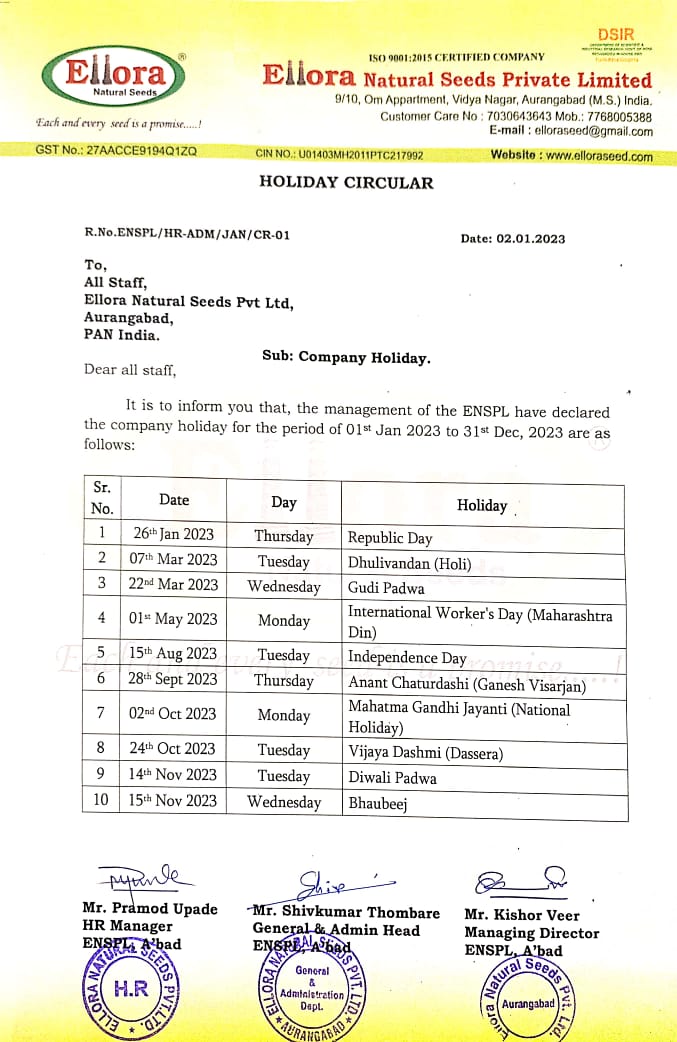 DSIR
Ellora®
Natural Seeds
Each and every seed is a promise.....!
ISO 9001:2015 CERTIFIED COMPANY
Ellora Natural Seeds Private Limited
9/10, Om Appartment, Vidya Nagar, Aurangabad (M.S.) India.
Customer Care No : 7030643643 Mob.: 7768005388
E-mail : elloraseed@gmail.com
GST No.: 27AACCE9194Q1ZQ CIN NO.: U01403MH2011PTC217992 Website : www.elloraseed.com
HOLIDAY CIRCULAR
R.No.ENSPL/HR-ADM/JAN/CR-01 Date: 02.01.2023
To,
All Staff,
Ellora Natural Seeds Pvt Ltd,
Aurangabad,
PAN India.
Sub: Company Holiday.
Dear all staff,
It is to inform you that, the management of the ENSPL have declared
the company holiday for the period of 01st Jan 2023 to 31st Dec, 2023 are as
follows:
Sr. No. Date Day Holiday
1 26th Jan 2023 Thursday Republic Day
2 07th Mar 2023 Tuesday Dhulivandan (Holi)
3 22nd Mar 2023 Wednesday Gudi Padwa
4 01st May 2023 Monday International Worker's Day (Maharashtra
Din)
5 15th Aug 2023 Tuesday Independence Day
6 28th Sept 2023 Thursday Anant Chaturdashi (Ganesh Visarjan)
7 02nd Oct 2023 Monday Mahatma Gandhi Jayanti (National
Holiday)
8 24th Oct 2023 Tuesday Vijaya Dashmi (Dassera)
9 14th Nov 2023 Tuesday Diwali Padwa
10 15th Nov 2023 Wednesday Bhaubeej
Each and every seed is a promise.....!
Mr. Pramod Upade
HR Manager
ENSPL, A'bad
ELLORA NATURAL SEEDS PVT.LTD.
H.R
Mr. Shivkumar Thombare
General & Admin Head
ENSPL, A'bad
ELLORA NATURAL SEEDS PVT. LTD.
General
&
Administration
Dept.
AURANGABAD
Mr. Kishor Veer
Managing Director
ENSPL, A'bad
Ellora Natural Seeds Pvt. Ltd.
Aurangabad